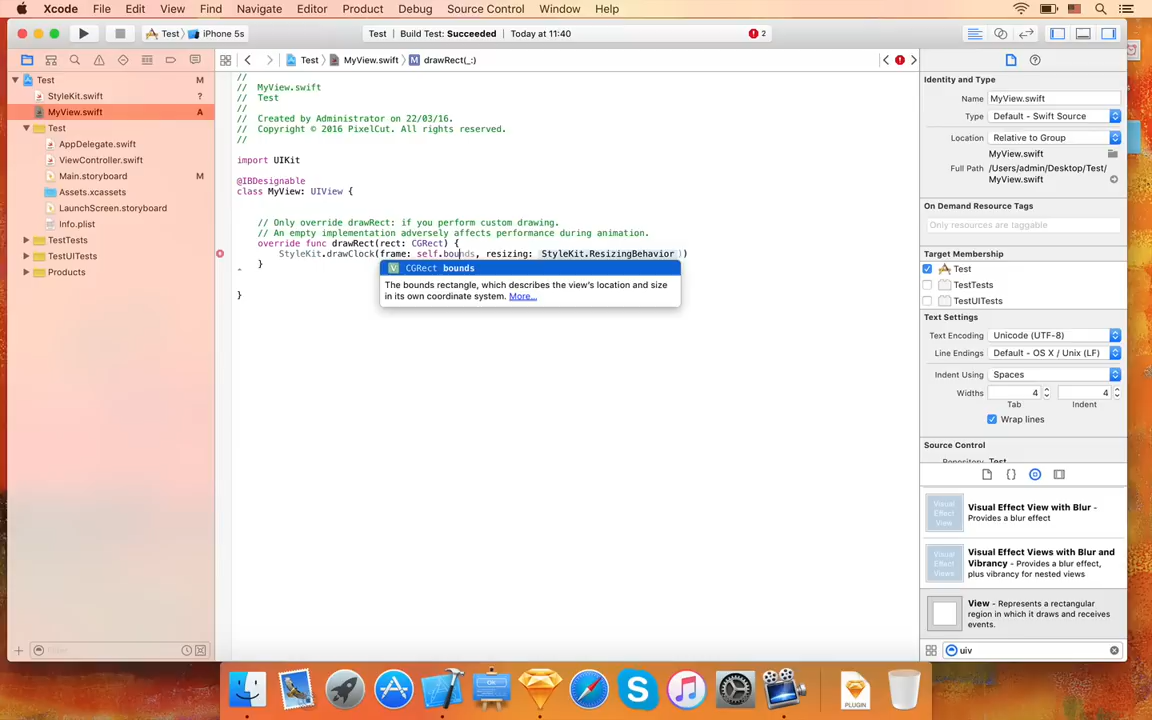 Xcode File Edit View Find Navigate Editor Product Debug Source Control Window Help
Test iPhone 5s Test Build Test: Succeeded Today at 11:40 2
Test MyView.swift M drawRect(_:)
Test M
StyleKit.swift ?
MyView.swift A
Test
AppDelegate.swift
ViewController.swift
Main.storyboard M
Assets.xcassets
LaunchScreen.storyboard
Info.plist
TestTests
TestUITests
Products
//
// MyView.swift
// Test
//
// Created by Administrator on 22/03/16.
// Copyright © 2016 PixelCut. All rights reserved.
//
import UIKit
@IBDesignable
class MyView: UIView {
// Only override drawRect: if you perform custom drawing.
// An empty implementation adversely affects performance during animation.
override func drawRect(rect: CGRect) {
StyleKit.drawClock(frame: self.bounds, resizing: StyleKit.ResizingBehavior))
}
V CGRect bounds
The bounds rectangle, which describes the view's location and size
in its own coordinate system. More...
}
Identity and Type
Name MyView.swift
Type Default - Swift Source
Location Relative to Group
MyView.swift
Full Path /Users/admin/Desktop/Test/
MyView.swift
On Demand Resource Tags
Only resources are taggable
Target Membership
Test
TestTests
TestUITests
Text Settings
Text Encoding Unicode (UTF-8)
Line Endings Default - OS X / Unix (LF)
Indent Using Spaces
Widths 4 4
Tab Indent
Wrap lines
Source Control
Repository Test
Visual Effect View
Visual Effect View with Blur - Provides a blur effect
Visual Effect Views
Visual Effect Views with Blur and
Vibrancy - Provides a blur effect,
plus vibrancy for nested views
View - Represents a rectangular
region in which it draws and receives
events.
uiv
Filter
PLUGIN